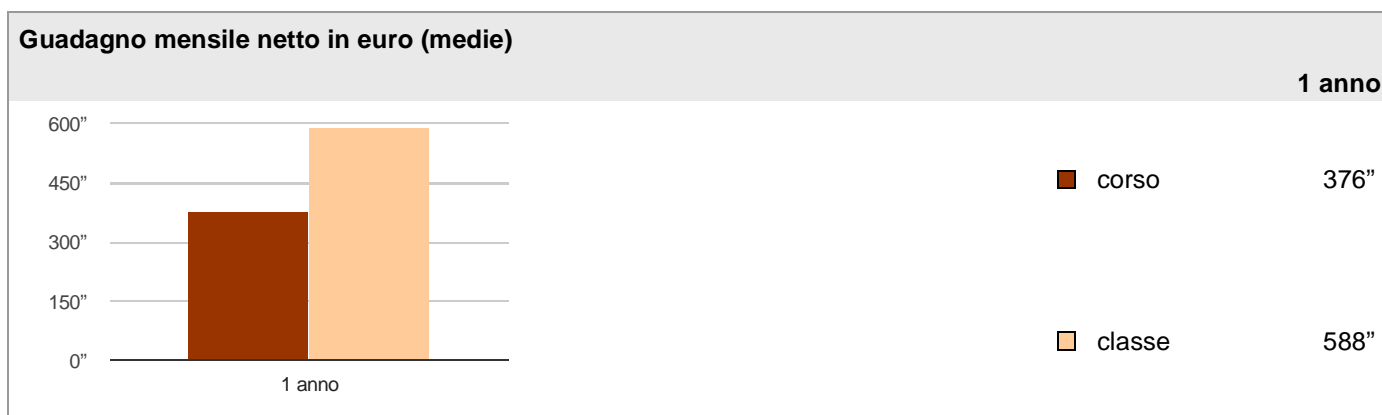 Guadagno mensile netto in euro (medie)
1 anno
600”
450”
300”
150”
0”
1 anno
corso 376”
classe 588”